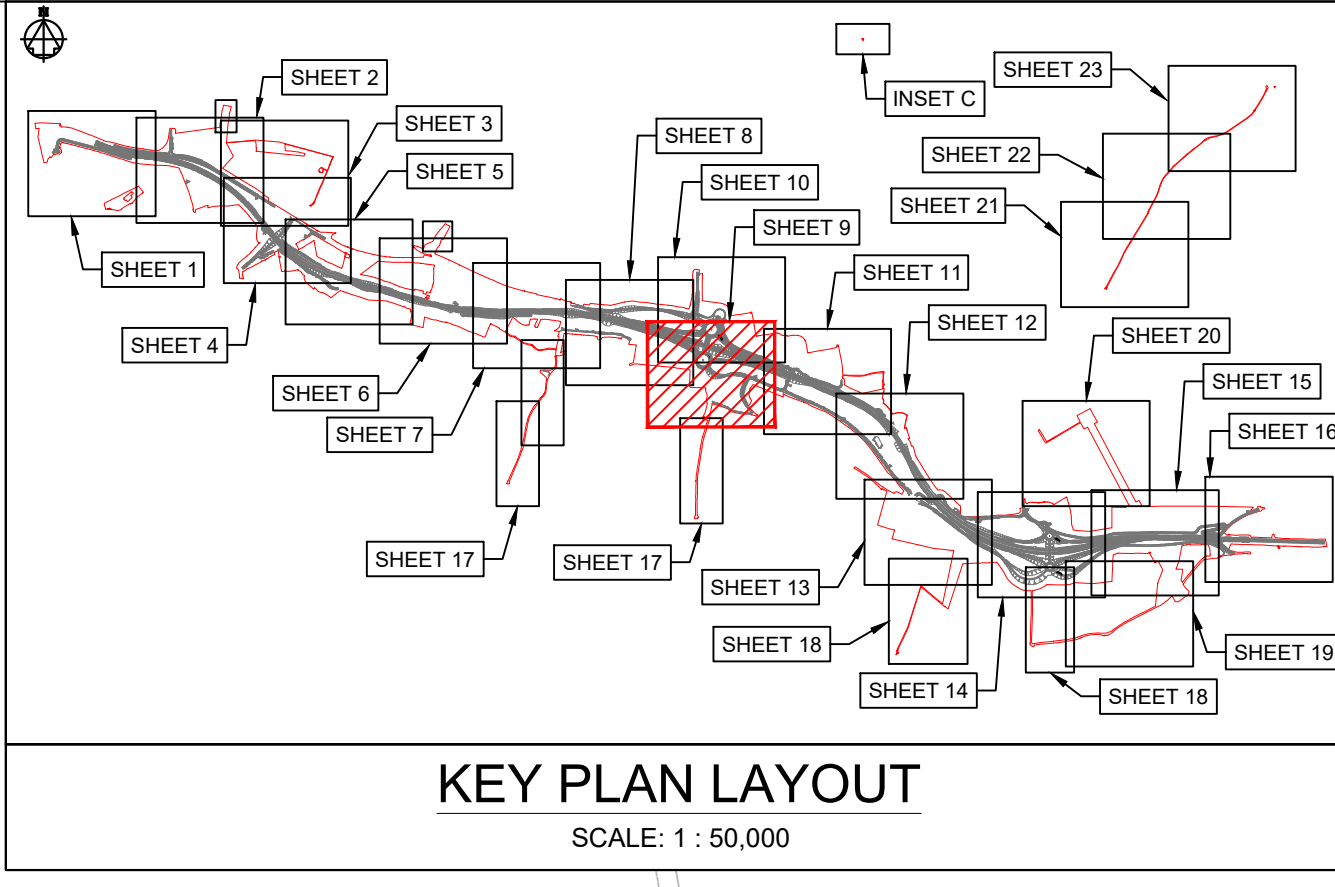 N
SHEET 2
SHEET 3
SHEET 5
SHEET 8
SHEET 10
SHEET 9
SHEET 11
SHEET 12
INSET C
SHEET 23
SHEET 22
SHEET 21
SHEET 20
SHEET 15
SHEET 16
SHEET 1
SHEET 4
SHEET 6
SHEET 7
SHEET 17
SHEET 17
SHEET 13
SHEET 18
SHEET 14
SHEET 18
SHEET 19
KEY PLAN LAYOUT
SCALE: 1 : 50,000